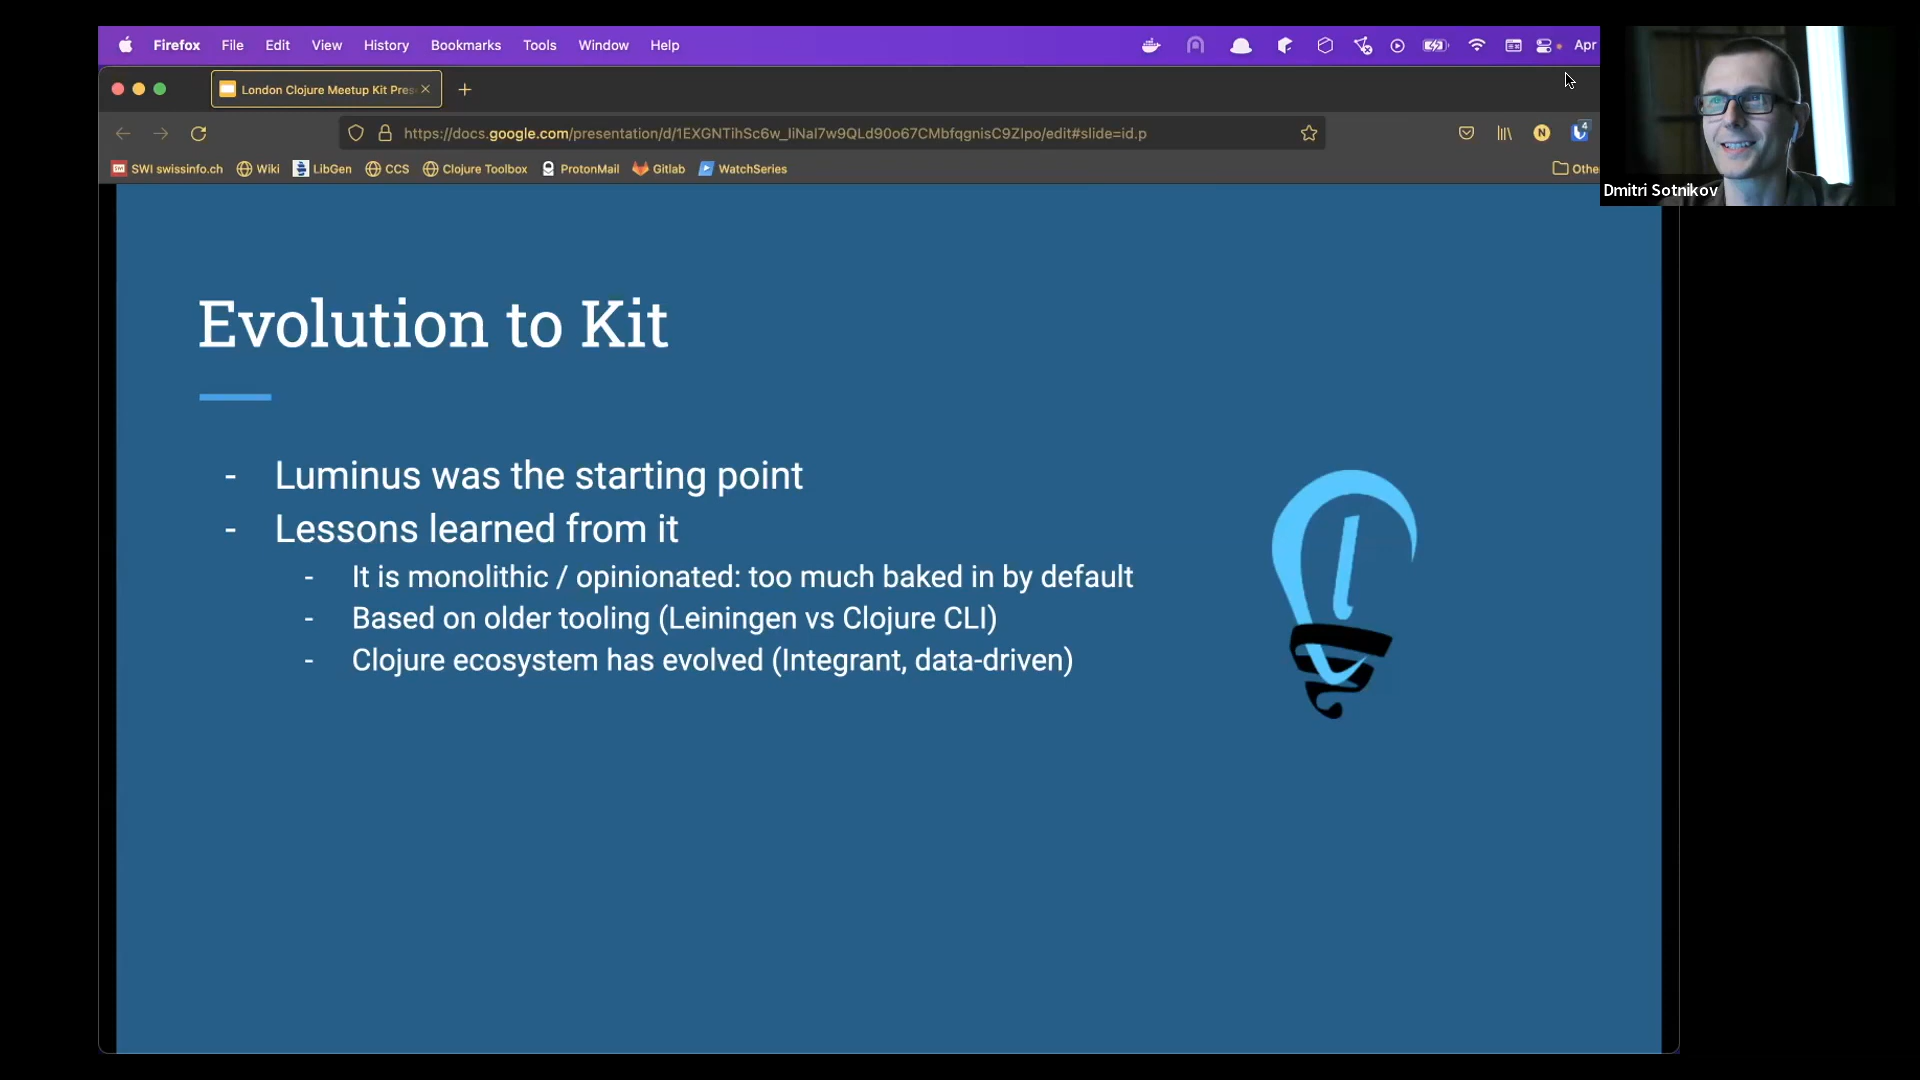 Firefox File Edit View History Bookmarks Tools Window Help Apr
London Clojure Meetup Kit Pres
https://docs.google.com/presentation/d/1EXGNTihSc6w_IiNaI7w9QLd90o67CMbfqgnisC9ZIpo/edit#slide=id.p
N 4
SWI swissinfo.ch Wiki LibGen CCS Clojure Toolbox ProtonMail Gitlab WatchSeries Othe
Dmitri Sotnikov
Evolution to Kit
- Luminus was the starting point
- Lessons learned from it
- It is monolithic / opinionated: too much baked in by default
- Based on older tooling (Leiningen vs Clojure CLI)
- Clojure ecosystem has evolved (Integrant, data-driven)